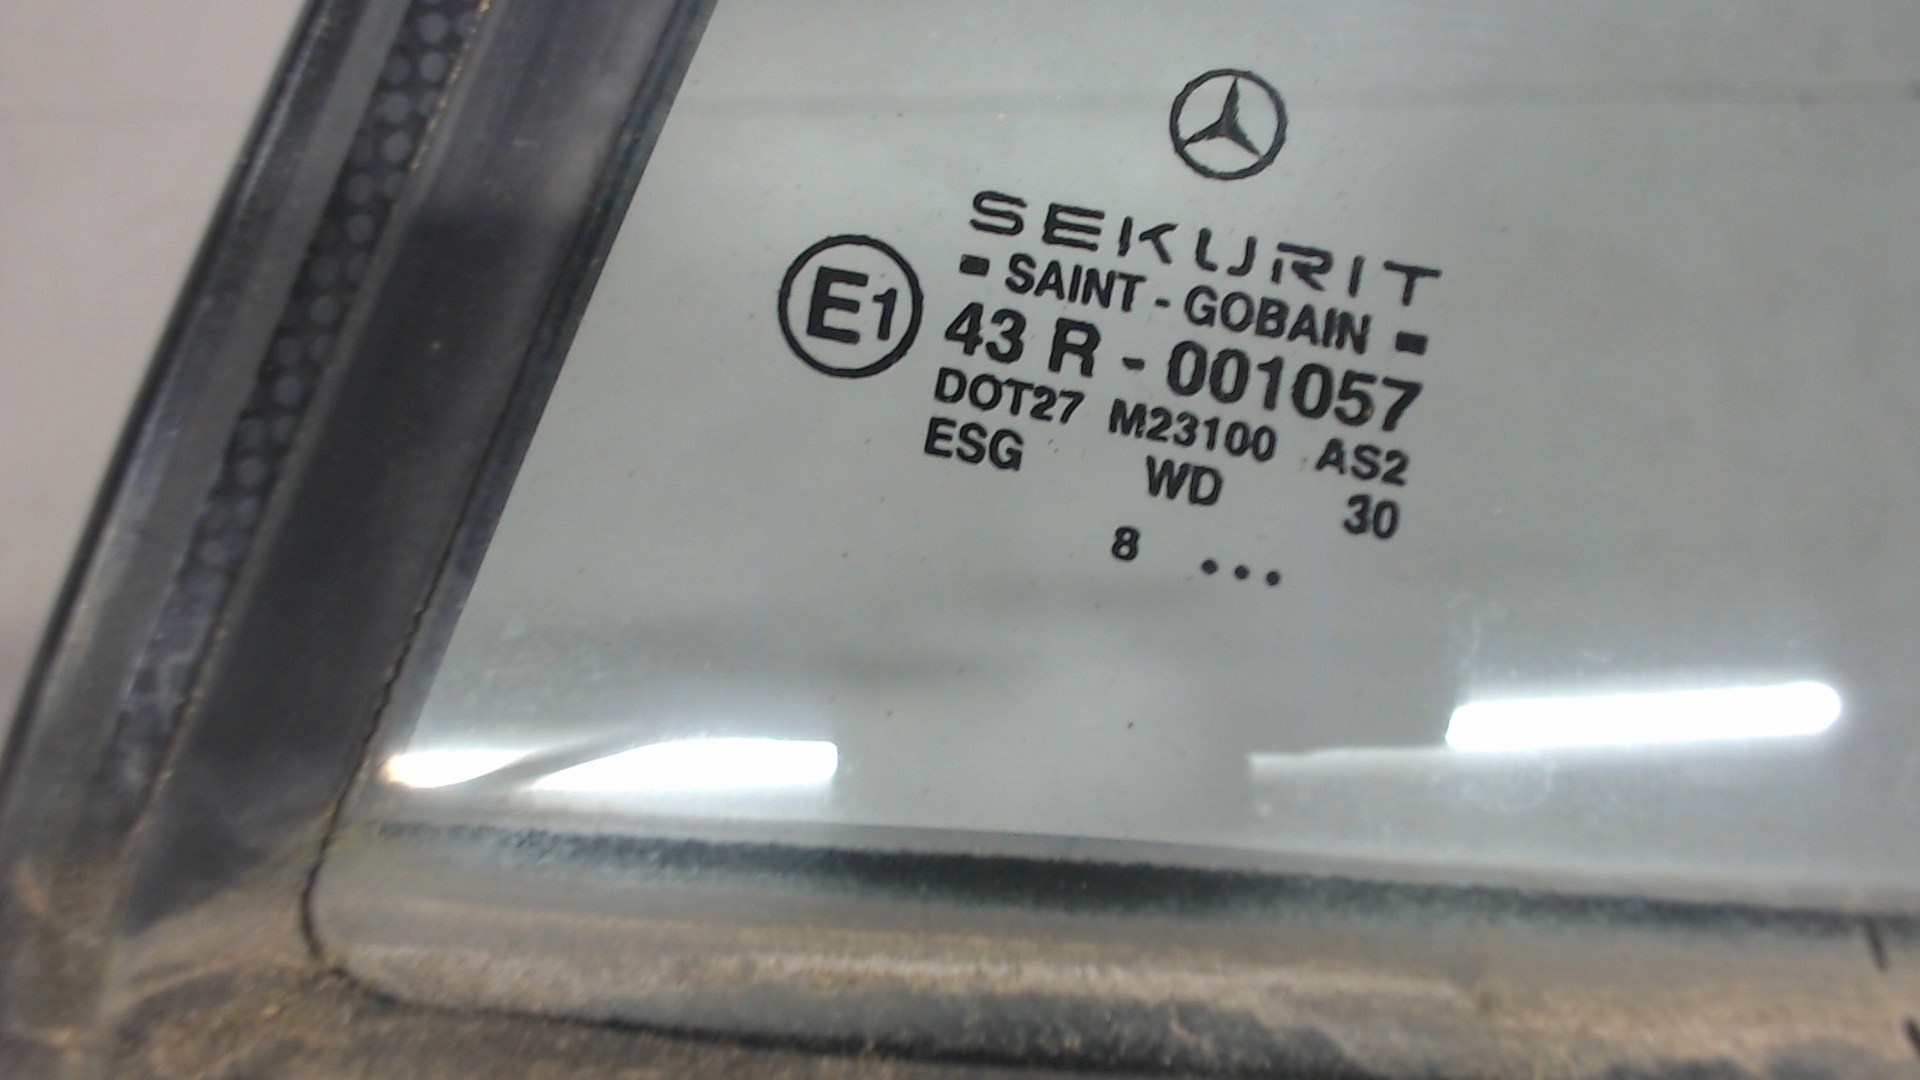 SEKURIT
- SAINT - GOBAIN -
E1 43 R - 001057
DOT27 M23100 AS2
ESG WD 30
8 ...